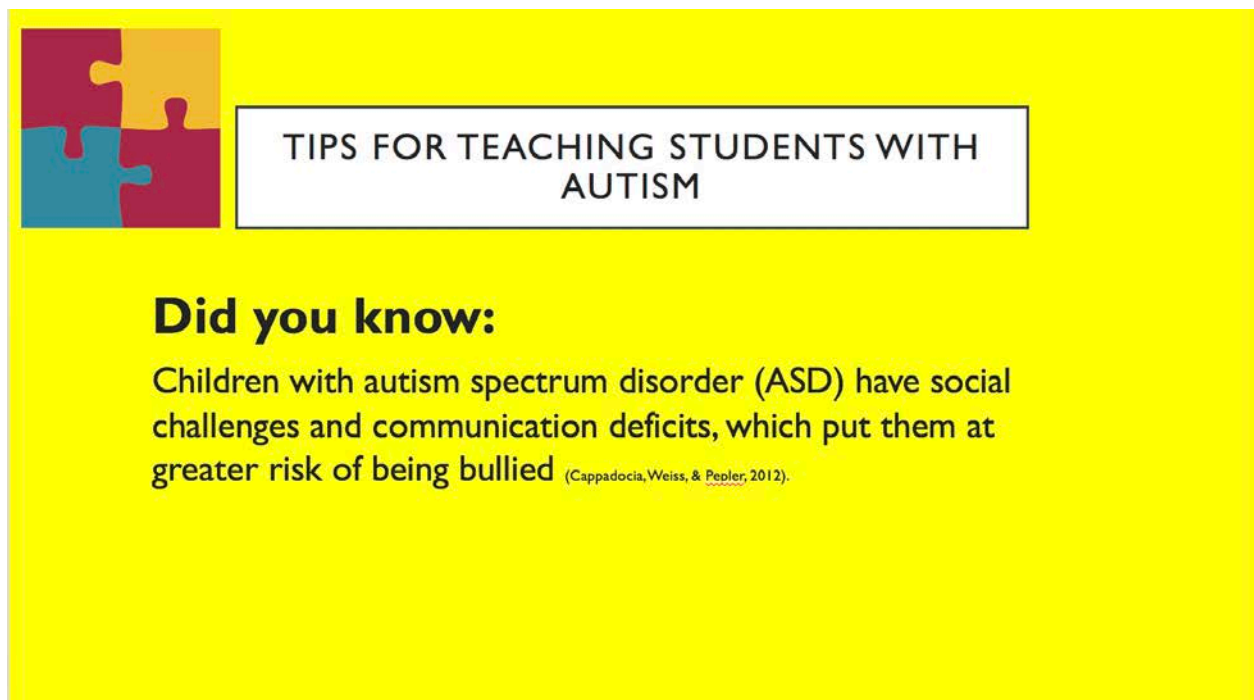 TIPS FOR TEACHING STUDENTS WITH
AUTISM
Did you know:
Children with autism spectrum disorder (ASD) have social
challenges and communication deficits, which put them at
greater risk of being bullied (Cappadocia, Weiss, & Pepler, 2012).